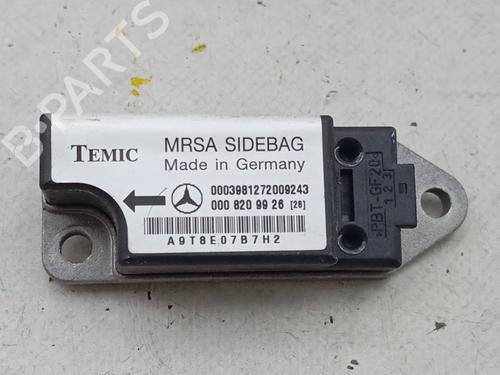 B-PARTS
TEMIC
MRSA SIDEBAG
Made in Germany
0003981272009243
000 820 99 26 [28]
A9T8E07B7H2
>PBT-GF20<
1 2 3